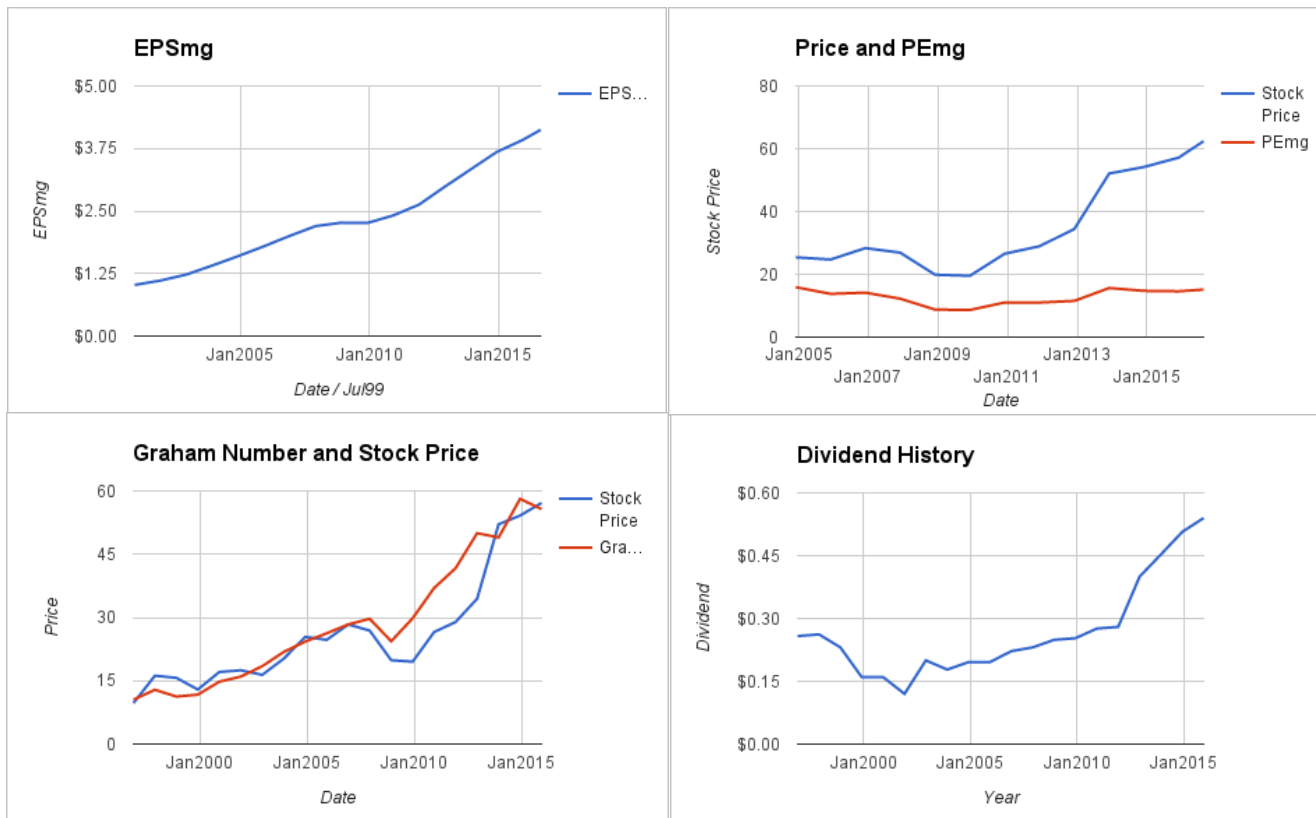 EPSmg
$5.00
$3.75
$2.50
$1.25
$0.00
EPSmg
Jan2005
Jan2010
Jan2015
Date / Jul99
EPS...
Price and PEmg
80
60
40
20
0
Stock Price
Jan2005
Jan2009
Jan2013
Jan2007
Jan2011
Jan2015
Date
Stock
Price
PEmg
Graham Number and Stock Price
60
45
30
15
0
Price
Jan2000
Jan2005
Jan2010
Jan2015
Date
Stock
Price
Gra...
Dividend History
$0.60
$0.45
$0.30
$0.15
$0.00
Dividend
Jan2000
Jan2005
Jan2010
Jan2015
Year